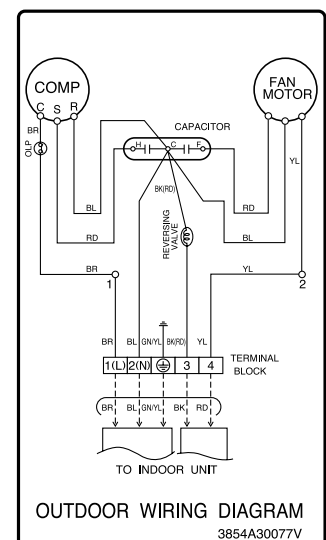 COMP
FAN
MOTOR
C S R
BR
OLP
CAPACITOR
H C F
YL
BK(RD)
BL
RD
REVERSING
VALVE
RD
BL
BR
YL
1
2
BR BL GN/YL BK(RD) YL
1(L) 2(N) 3 4
TERMINAL
BLOCK
BR BL GN/YL BK RD
TO INDOOR UNIT
OUTDOOR WIRING DIAGRAM
3854A30077V